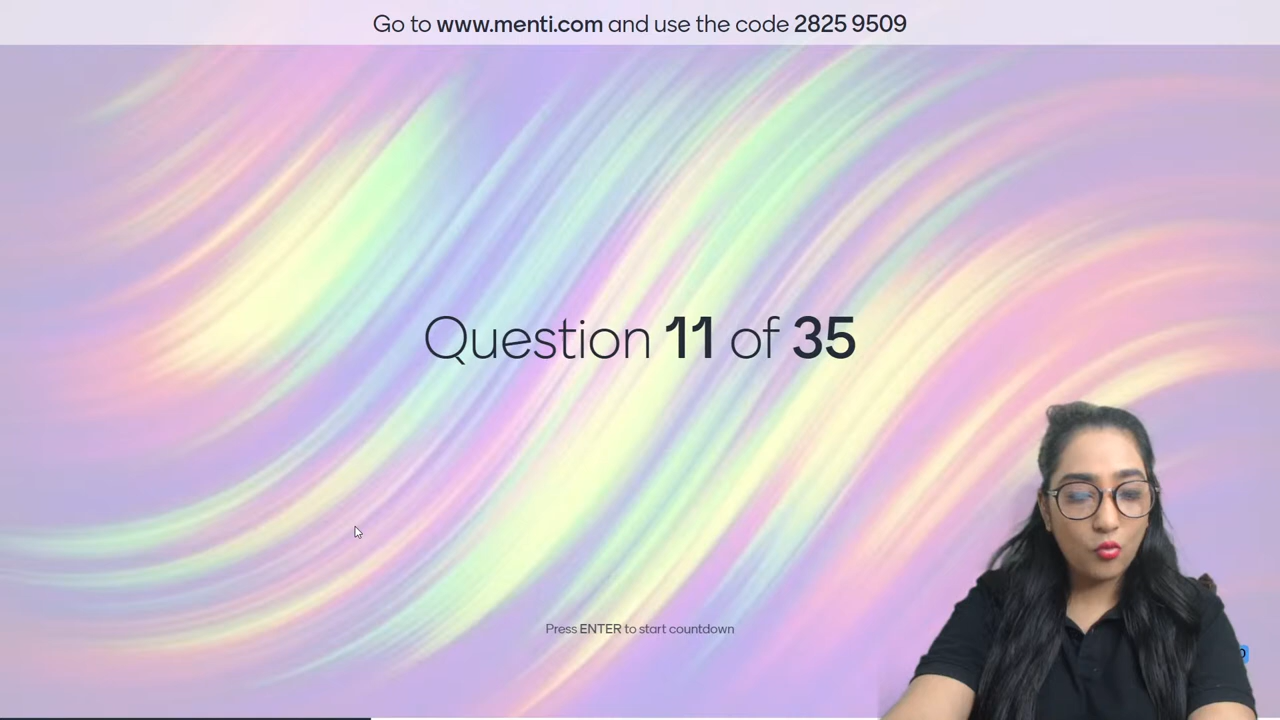 Go to www.menti.com and use the code 2825 9509
Question 11 of 35
Press ENTER to start countdown